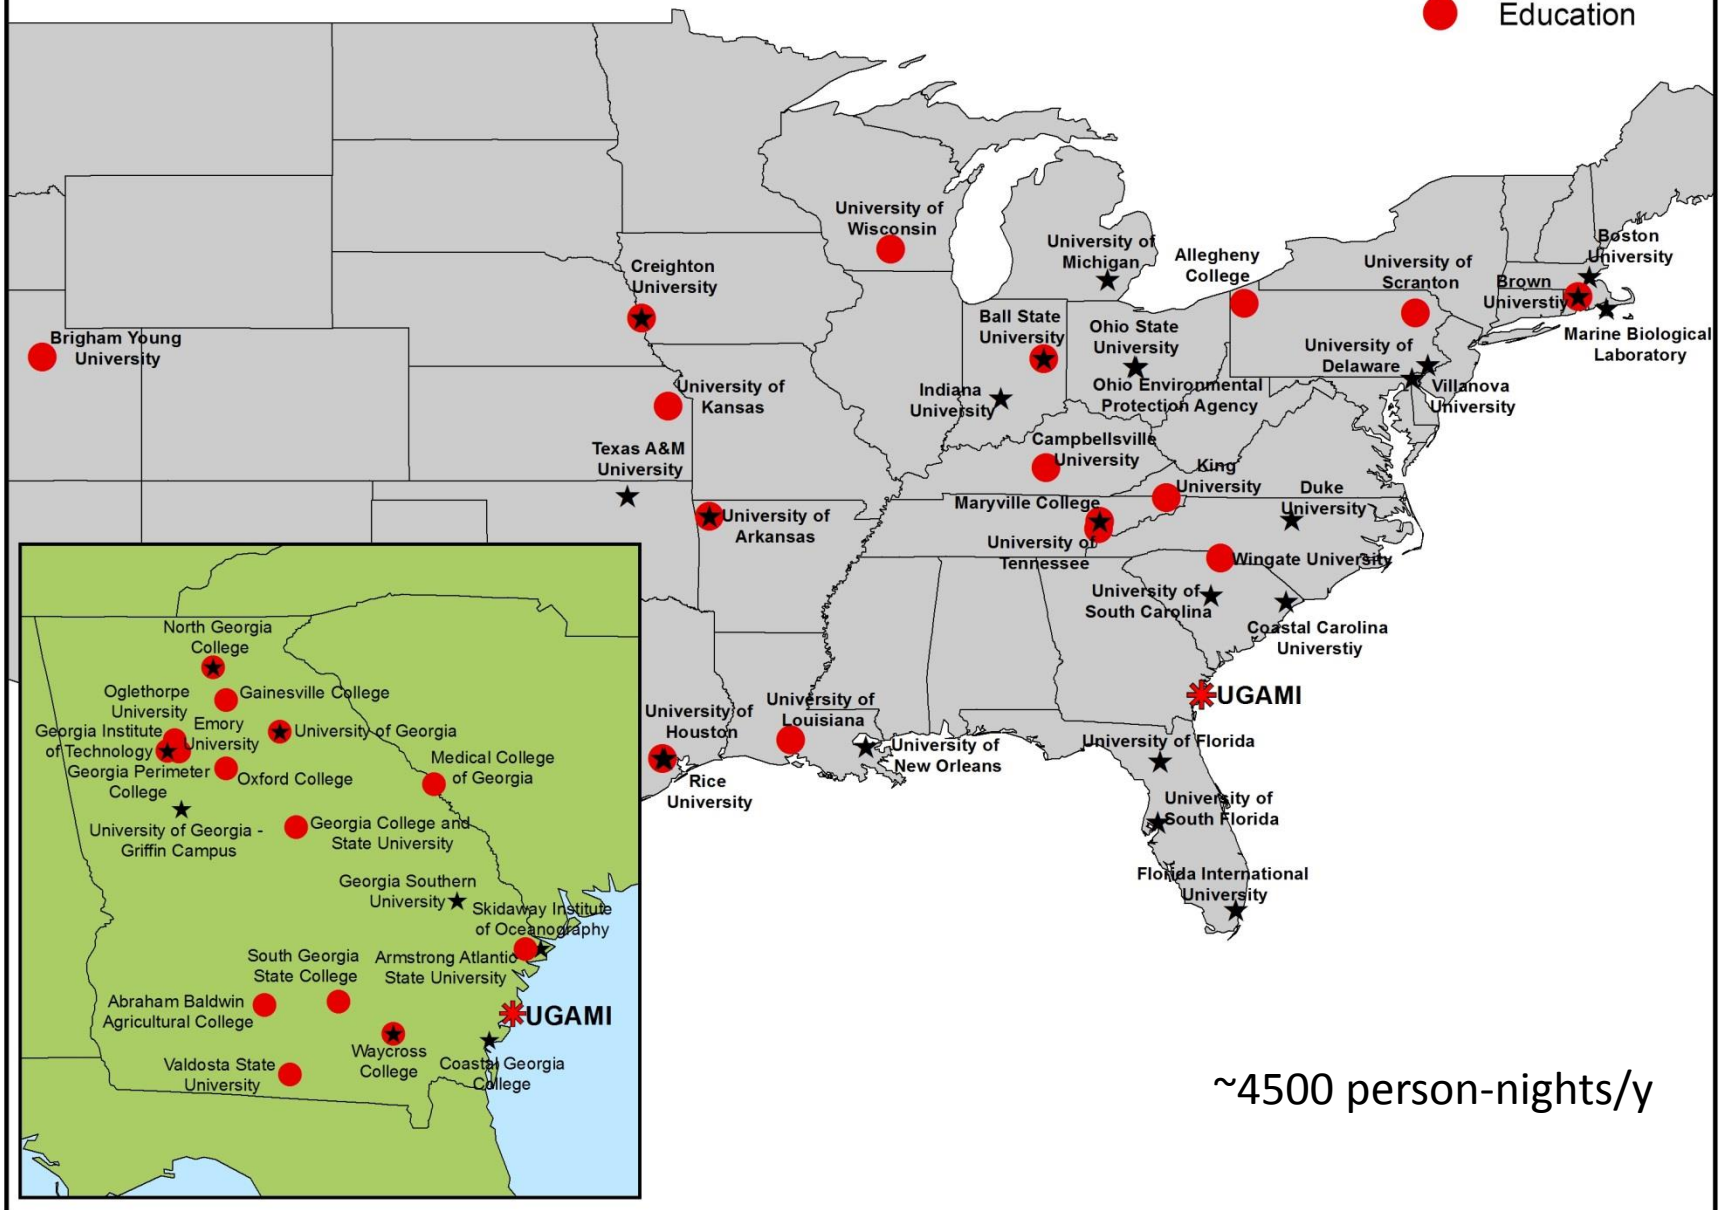 Education
University of
Wisconsin
University of
Michigan
Allegheny
College
University of
Scranton
Boston
University
Brown
Universtiy
Marine Biological
Laboratory
Creighton
University
Brigham Young
University
Ball State
University
Ohio State
University
University of
Delaware
Villanova
University
Indiana
University
Ohio Environmental
Protection Agency
University of
Kansas
Texas A&M
University
Campbellsville
University
King
University
Duke
University
Maryville College
University of
Arkansas
University of
Tennessee
Wingate University
University of
South Carolina
Coastal Carolina
Universtiy
UGAMI
University of
Houston
University of
Louisiana
Rice
University
University of
New Orleans
University of Florida
University of
South Florida
Florida International
University
North Georgia
College
Oglethorpe
University
Gainesville College
Georgia Institute
of Technology
Emory
University
University of Georgia
Georgia Perimeter
College
Oxford College
Medical College
of Georgia
University of Georgia -
Griffin Campus
Georgia College and
State University
Georgia Southern
University
Skidaway Institute
of Oceanography
South Georgia
State College
Armstrong Atlantic
State University
Abraham Baldwin
Agricultural College
UGAMI
Waycross
College
Coastal Georgia
College
Valdosta State
University
~4500 person-nights/y